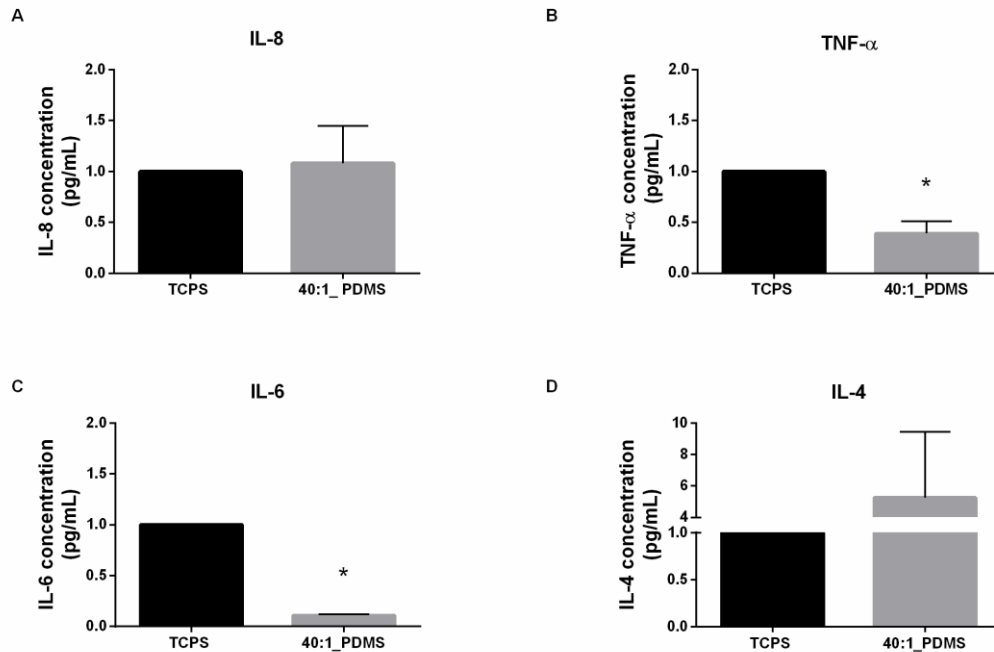 A
IL-8
IL-8 concentration
(pg/mL)
2.0
1.5
1.0
0.5
0.0
TCPS
40:1_ PDMS
B
TNF-α
TNF-α concentration
(pg/mL)
2.0
1.5
1.0
0.5
0.0
*
TCPS
40:1_PDMS
C
IL-6
IL-6 concentration
(pg/mL)
2.0
1.5
1.0
0.5
0.0
*
TCPS
40:1_PDMS
D
IL-4
IL-4 concentration
(pg/mL)
10
8
6
4
1.0
0.5
0.0
TCPS
40:1_PDMS